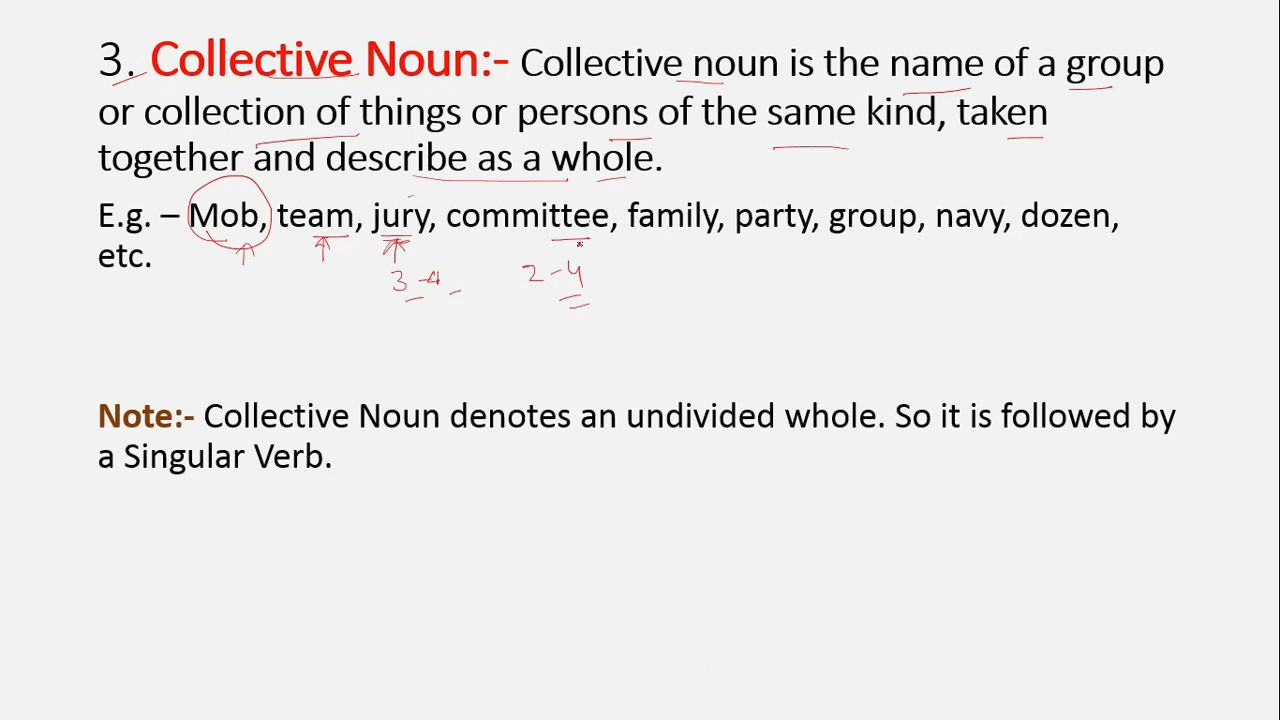 3. Collective Noun:- Collective noun is the name of a group
or collection of things or persons of the same kind, taken
together and describe as a whole.
E.g. – Mob, team, jury, committee, family, party, group, navy, dozen,
etc.
3-4 2-4
Note:- Collective Noun denotes an undivided whole. So it is followed by
a Singular Verb.